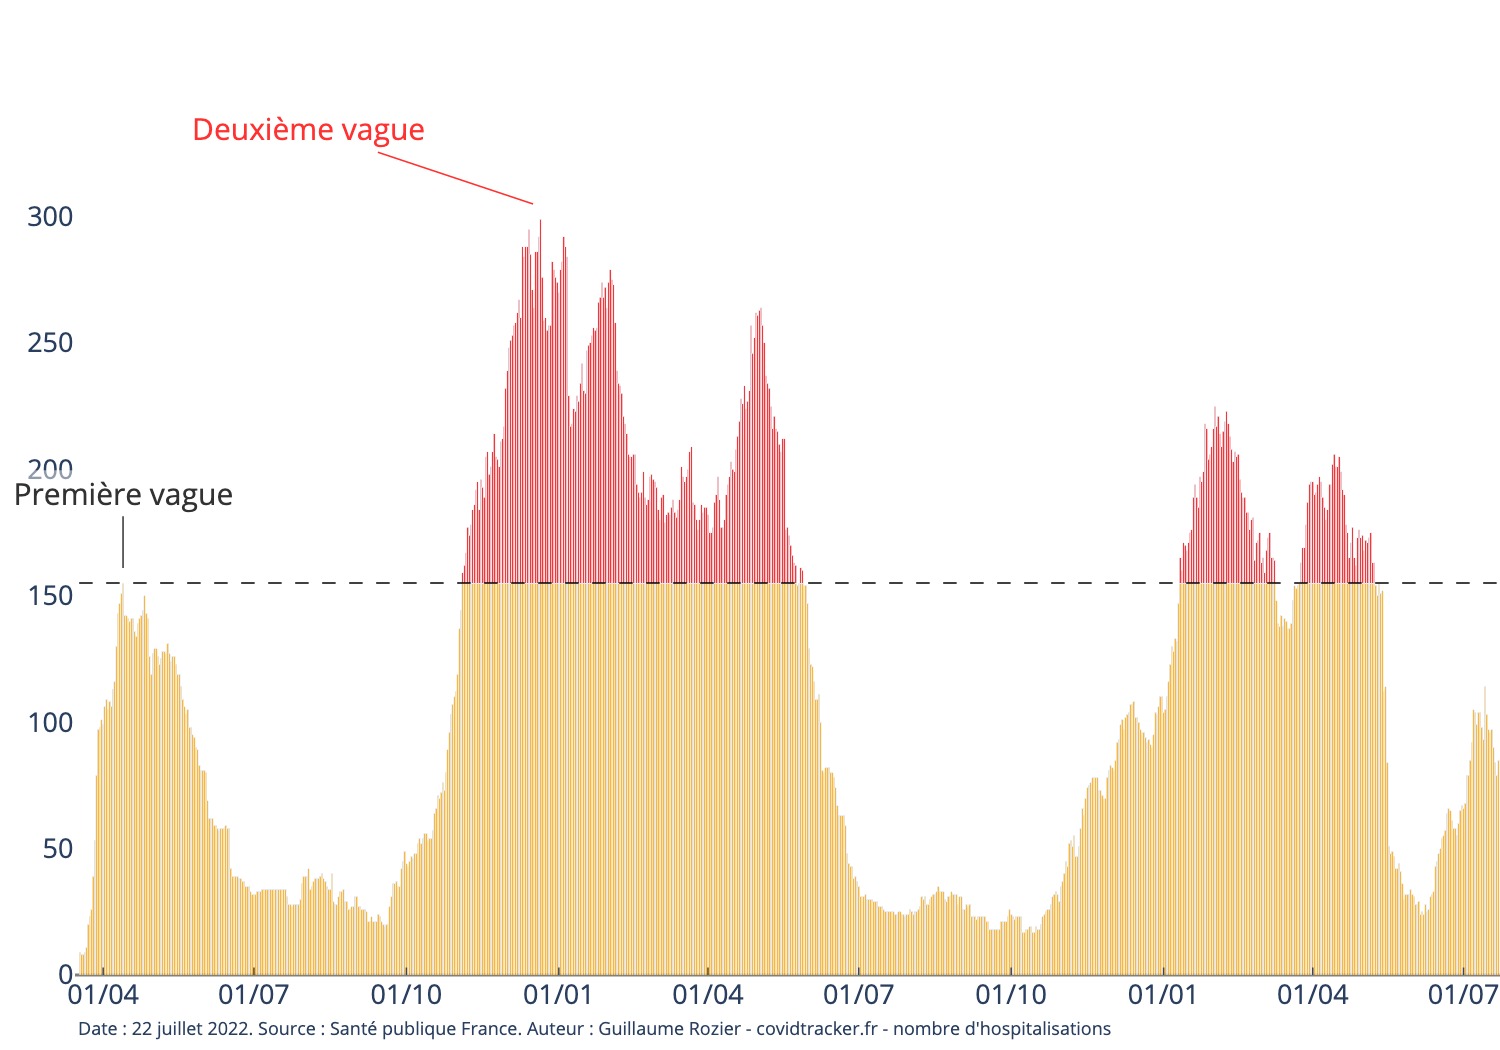 Deuxième vague
300
250
200
Première vague
150
100
50
0
01/04 01/07 01/10 01/01 01/04 01/07 01/10 01/01 01/04 01/07
Date : 22 juillet 2022. Source : Santé publique France. Auteur : Guillaume Rozier - covidtracker.fr - nombre d'hospitalisations